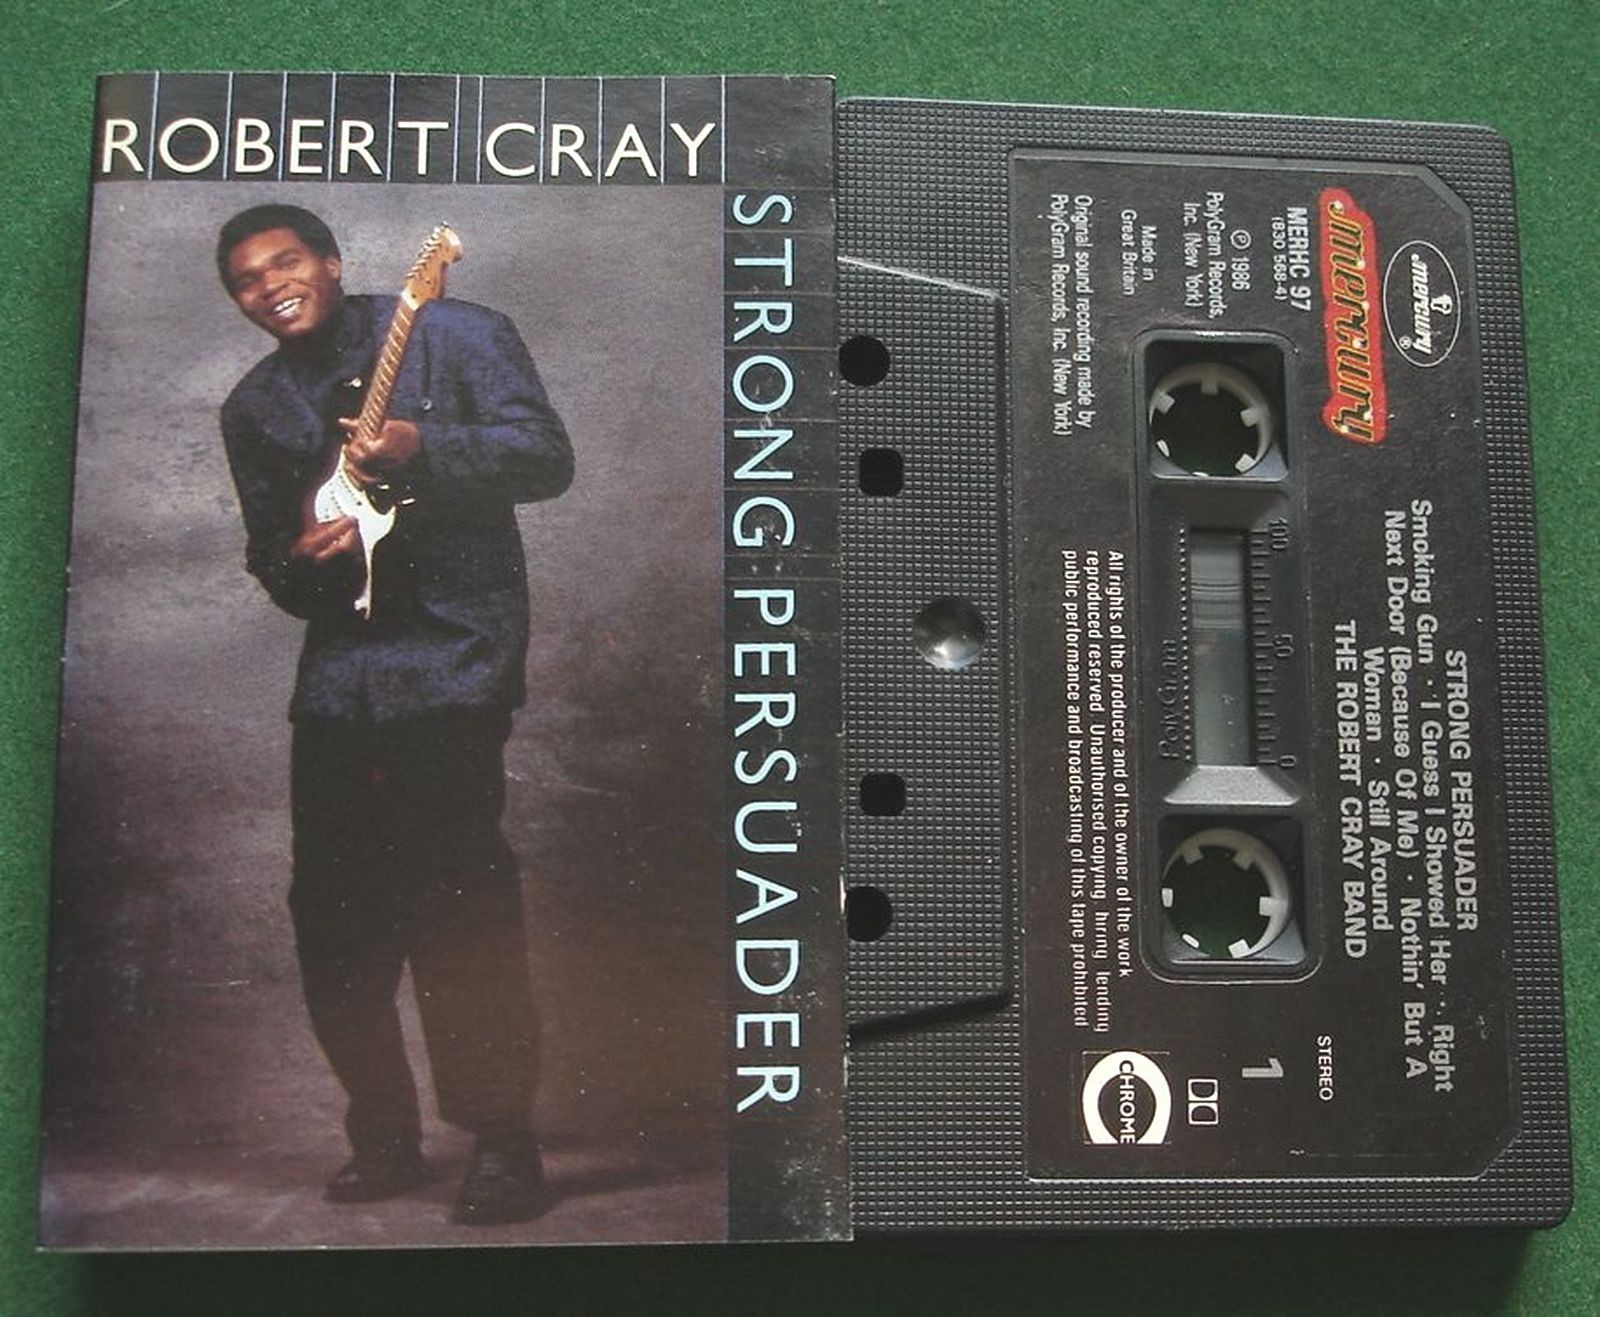 ROBERT CRAY
STRONG PERSUADER
mercury®
Mercury
MERHC 97
(830 568-4)
℗ 1986
PolyGram Records,
Inc. (New York)
Made in
Great Britain
Original sound recording made by
PolyGram Records, Inc. (New York)
STRONG PERSUADER
Smoking Gun · I Guess I Showed Her · Right
Next Door (Because Of Me) · Nothin' But A
Woman · Still Around
THE ROBERT CRAY BAND
100 50 0
PolyGram
STEREO
1
CHROME
All rights of the producer and of the owner of the work
reproduced reserved Unauthorised copying hiring lending
public performance and broadcasting of this tape prohibited